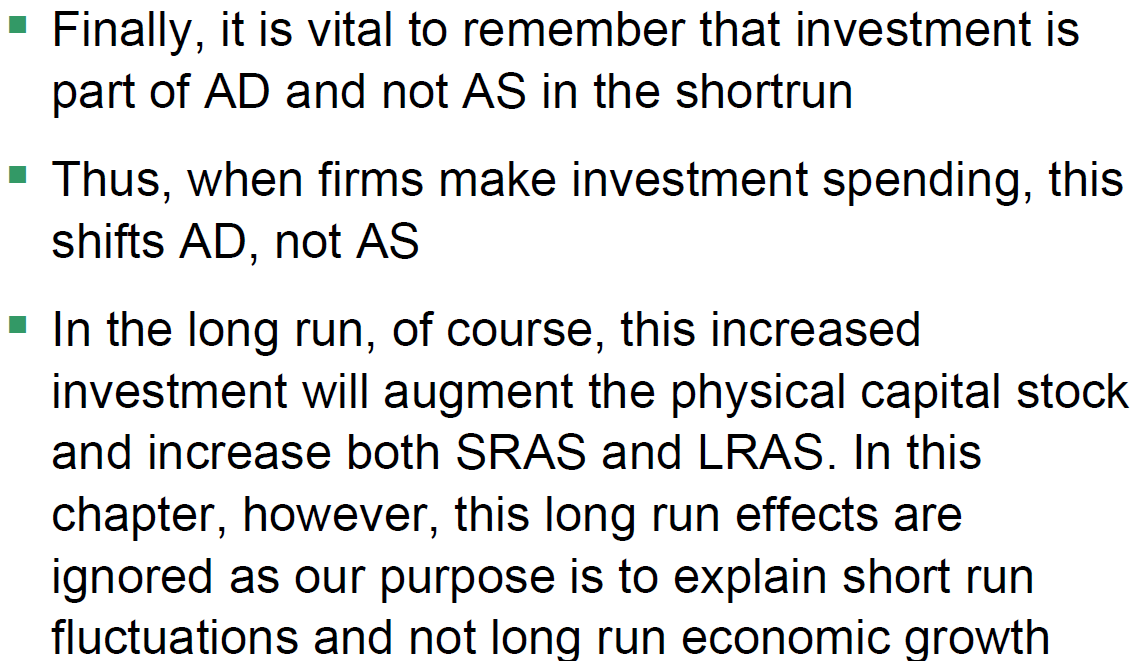 Finally, it is vital to remember that investment is
part of AD and not AS in the shortrun
Thus, when firms make investment spending, this
shifts AD, not AS
In the long run, of course, this increased
investment will augment the physical capital stock
and increase both SRAS and LRAS. In this
chapter, however, this long run effects are
ignored as our purpose is to explain short run
fluctuations and not long run economic growth